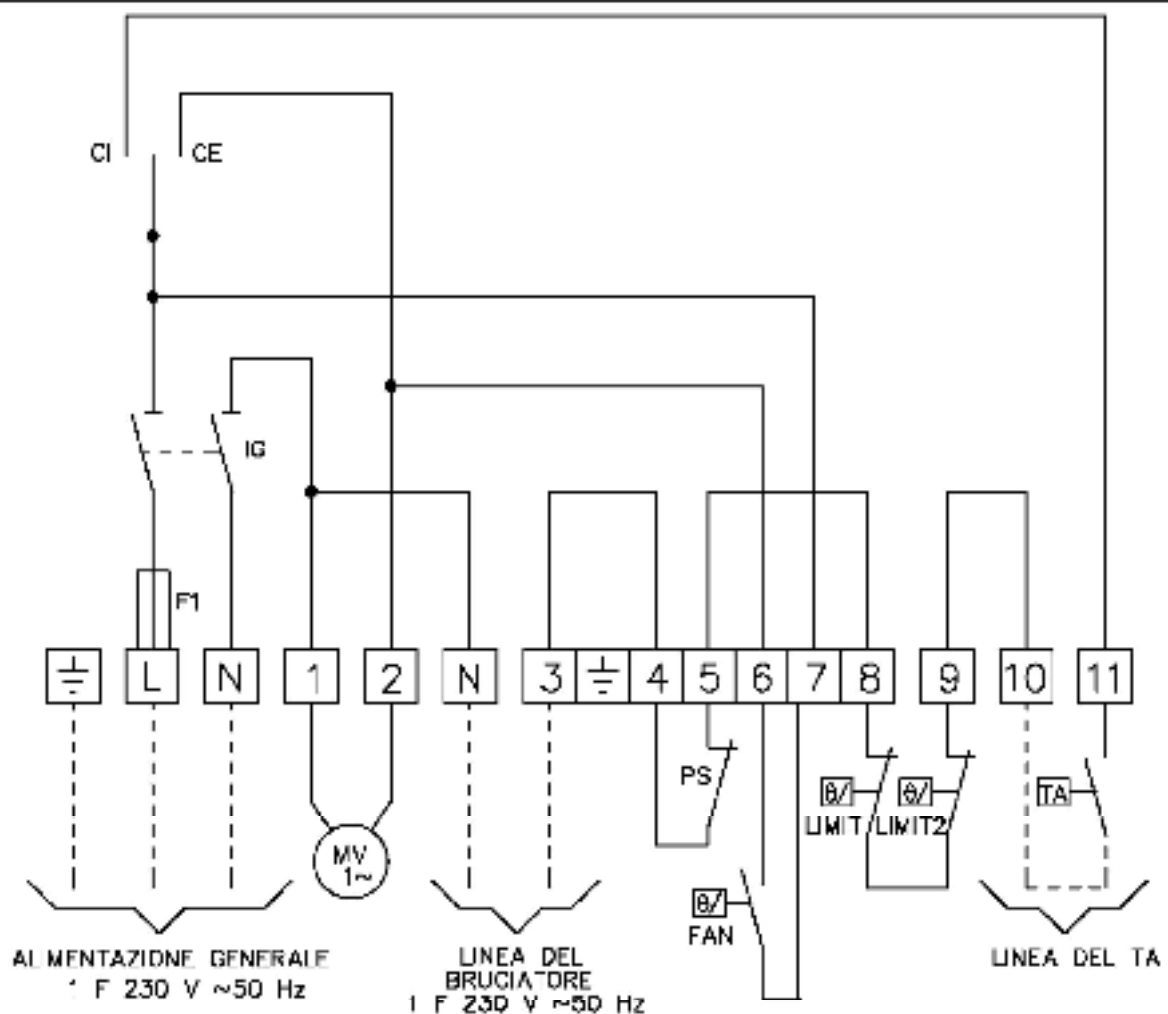 CI
CE
IG
F1
L N 1 2 N 3 4 5 6 7 8 9 10 11
PS
θ/ θ/ TA
LIMIT LIMIT2
MV
1~
θ/
FAN
ALIMENTAZIONE GENERALE
1 F 230 V ~50 Hz
LINEA DEL
BRUCIATORE
1 F 230 V ~50 Hz
LINEA DEL TA